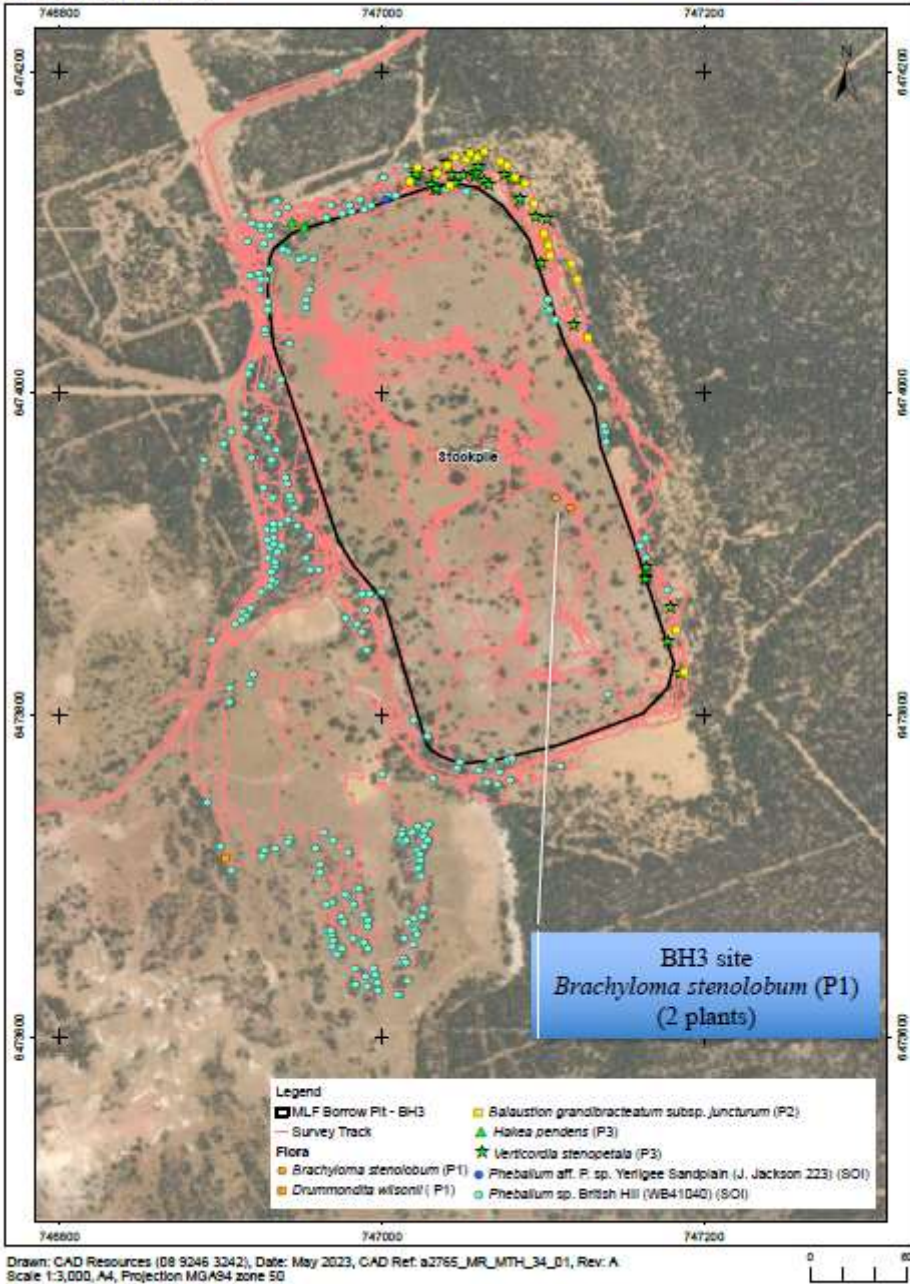 746800 747000 747200
6474200 N 6474200
6474000 6474000
Stockpile
6473800 6473800
BH3 site
Brachyloma stenolobum (P1)
(2 plants)
6473600 6473600
Legend
MLF Borrow Pit - BH3
Survey Track
Flora
Brachyloma stenolobum (P1)
Drummondita wilsonii ( P1)
Balaustion grandibracteatum subsp. juncturum (P2)
Hakea pendens (P3)
Verticordia stenopetala (P3)
Phebalium aff. P. sp. Yerilgee Sandplain (J. Jackson 223) (SOI)
Phebalium sp. British Hill (WB41040) (SOI)
746800 747000 747200
Drawn: CAD Resources (08 9246 3242), Date: May 2023, CAD Ref: a2765_MR_MTH_34_01, Rev: A
Scale 1:3,000, A4, Projection MGA94 zone 50
0